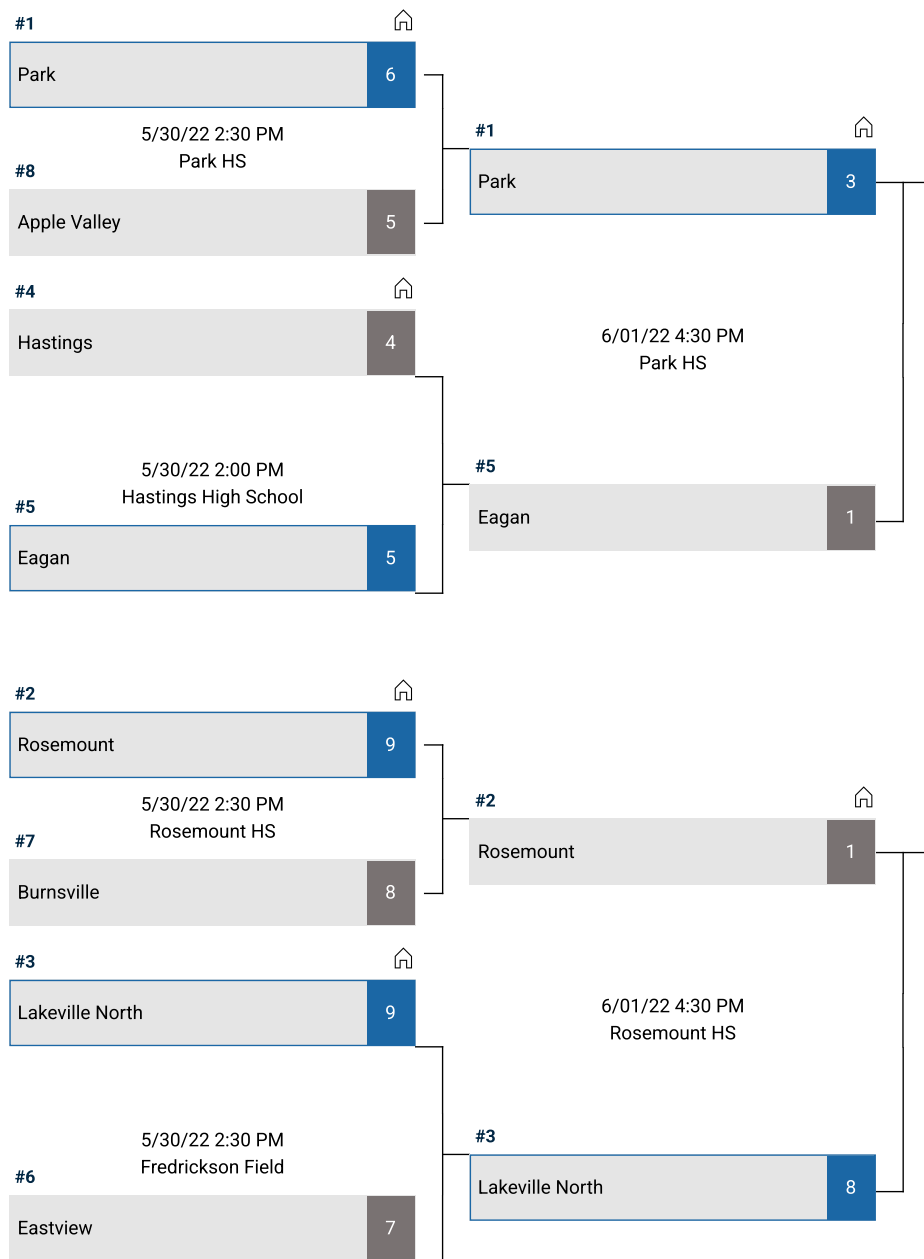 #1
Park
6
5/30/22 2:30 PM
Park HS
#8
Apple Valley
5
#4
Hastings
4
5/30/22 2:00 PM
Hastings High School
#5
Eagan
5
#1
Park
3
6/01/22 4:30 PM
Park HS
#5
Eagan
1
#2
Rosemount
9
5/30/22 2:30 PM
Rosemount HS
#7
Burnsville
8
#3
Lakeville North
9
5/30/22 2:30 PM
Fredrickson Field
#6
Eastview
7
#2
Rosemount
1
6/01/22 4:30 PM
Rosemount HS
#3
Lakeville North
8